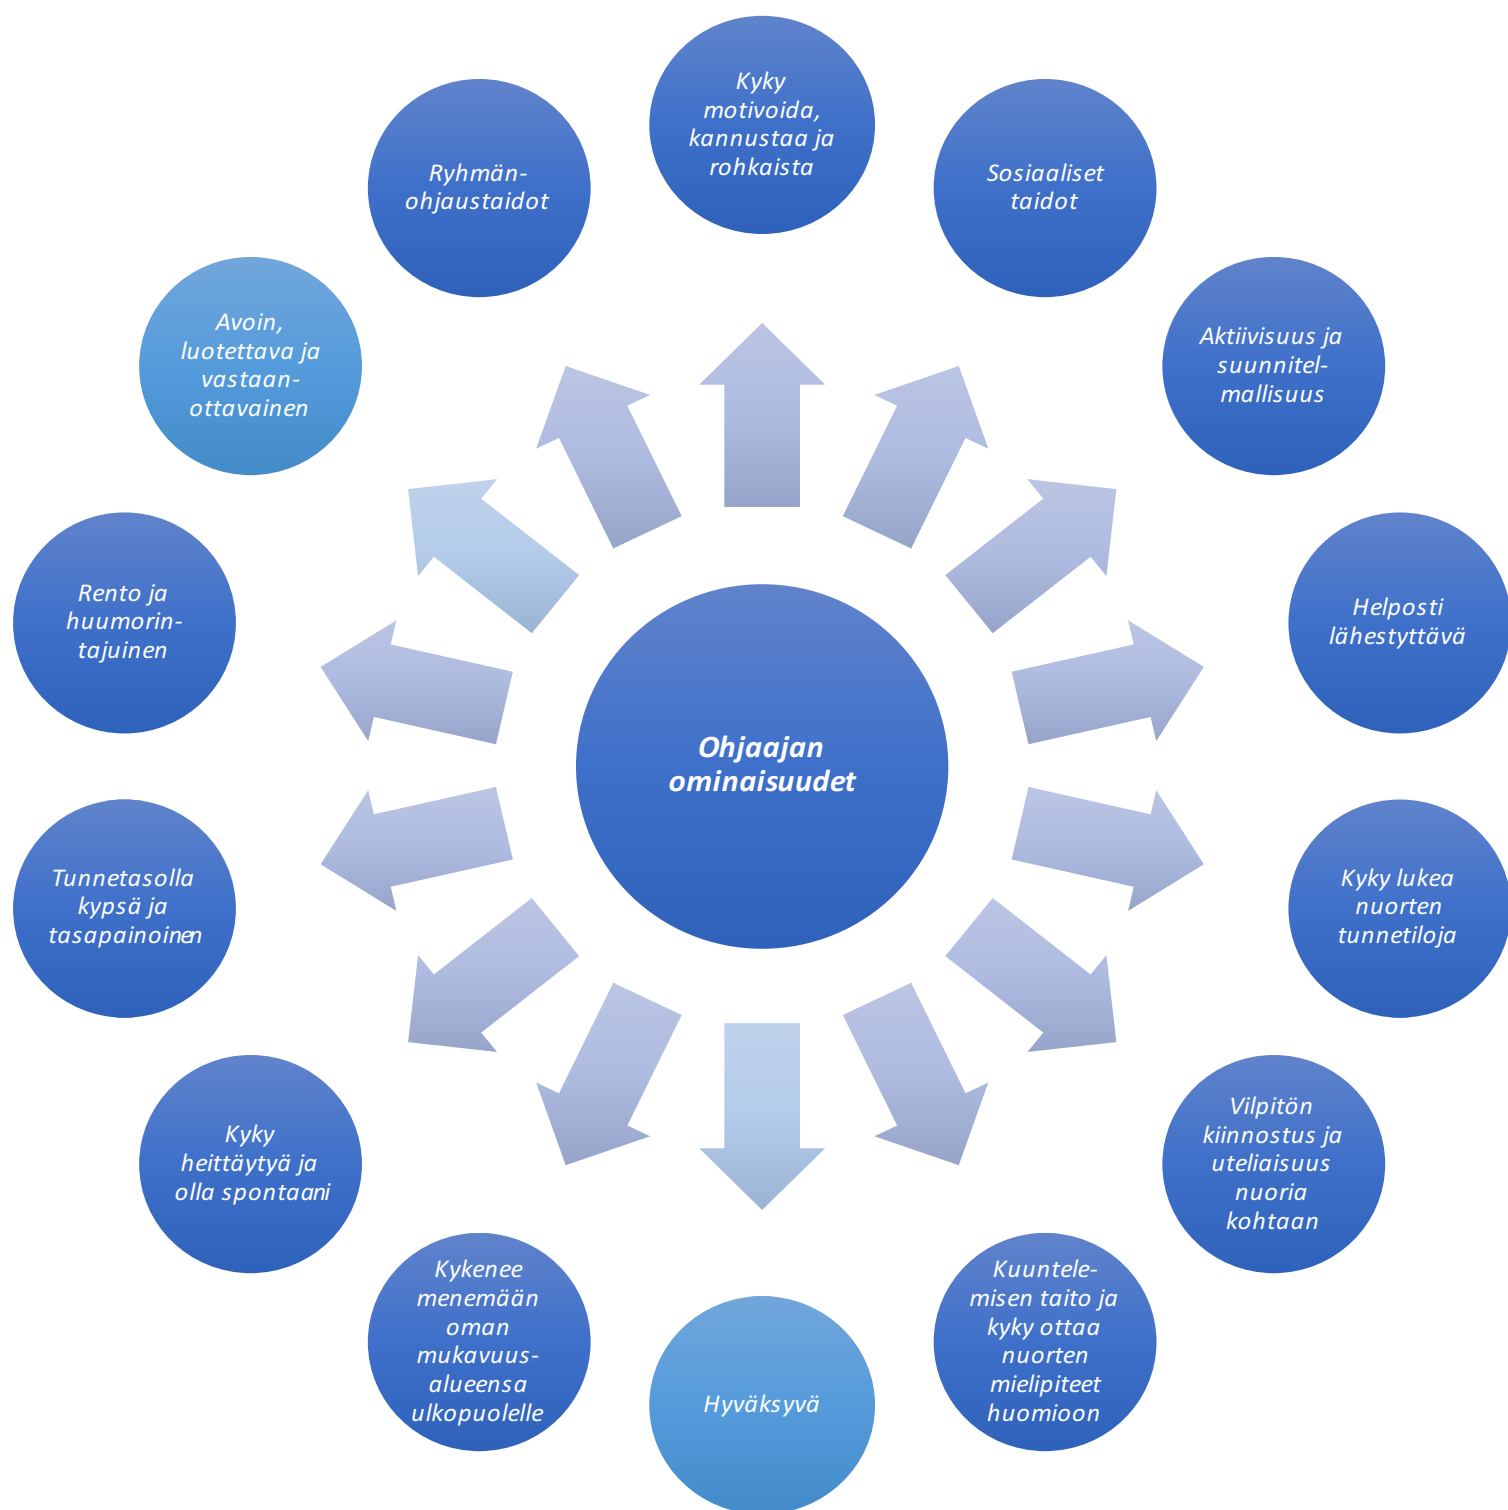 Kyky
motivoida,
kannustaa ja
rohkaista
Sosiaaliset
taidot
Aktiivisuus ja
suunnitel-
mallisuus
Helposti
lähestyttävä
Kyky lukea
nuorten
tunnetiloja
Vilpitön
kiinnostus ja
uteliaisuus
nuoria
kohtaan
Kuuntele-
misen taito ja
kyky ottaa
nuorten
mielipiteet
huomioon
Hyväksyvä
Kykenee
menemään
oman
mukavuus-
alueensa
ulkopuolelle
Kyky
heittäytyä ja
olla spontaani
Tunnetasolla
kypsä ja
tasapainoinen
Rento ja
huumorin-
tajuinen
Avoin,
luotettava ja
vastaan-
ottavainen
Ryhmän-
ohjaustaidot
Ohjaajan
ominaisuudet